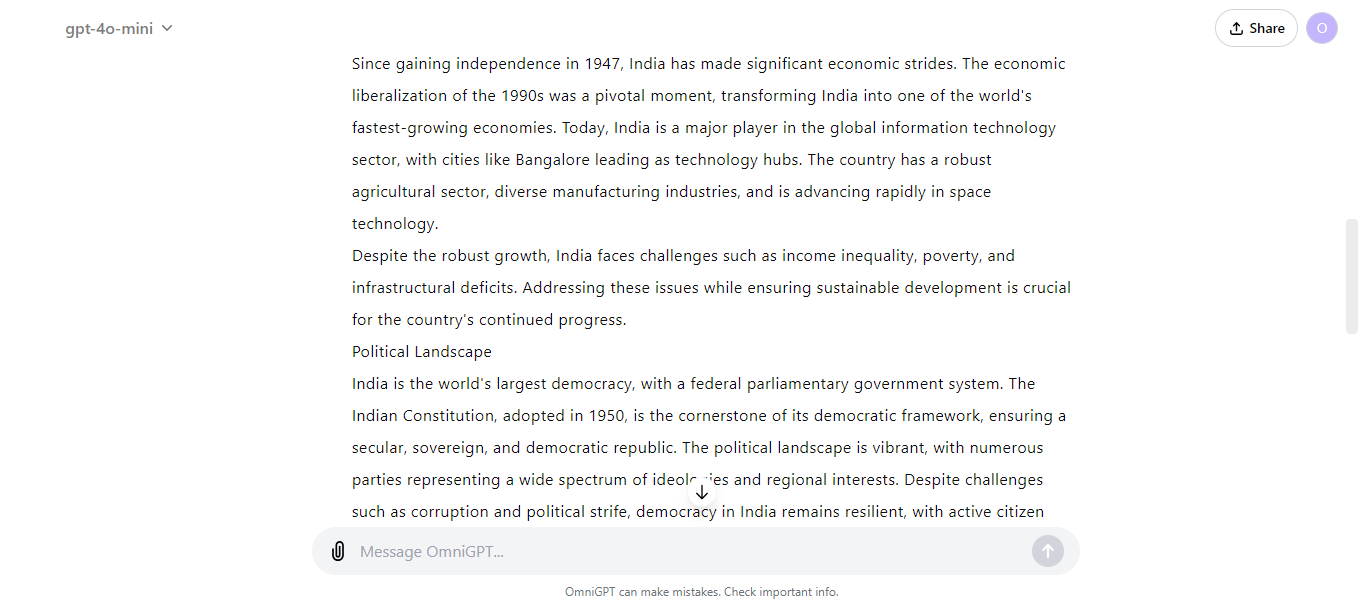 gpt-4o-mini
Share
O
Since gaining independence in 1947, India has made significant economic strides. The economic
liberalization of the 1990s was a pivotal moment, transforming India into one of the world's
fastest-growing economies. Today, India is a major player in the global information technology
sector, with cities like Bangalore leading as technology hubs. The country has a robust
agricultural sector, diverse manufacturing industries, and is advancing rapidly in space
technology.
Despite the robust growth, India faces challenges such as income inequality, poverty, and
infrastructural deficits. Addressing these issues while ensuring sustainable development is crucial
for the country's continued progress.
Political Landscape
India is the world's largest democracy, with a federal parliamentary government system. The
Indian Constitution, adopted in 1950, is the cornerstone of its democratic framework, ensuring a
secular, sovereign, and democratic republic. The political landscape is vibrant, with numerous
parties representing a wide spectrum of ideologies and regional interests. Despite challenges
such as corruption and political strife, democracy in India remains resilient, with active citizen
Message OmniGPT...
OmniGPT can make mistakes. Check important info.